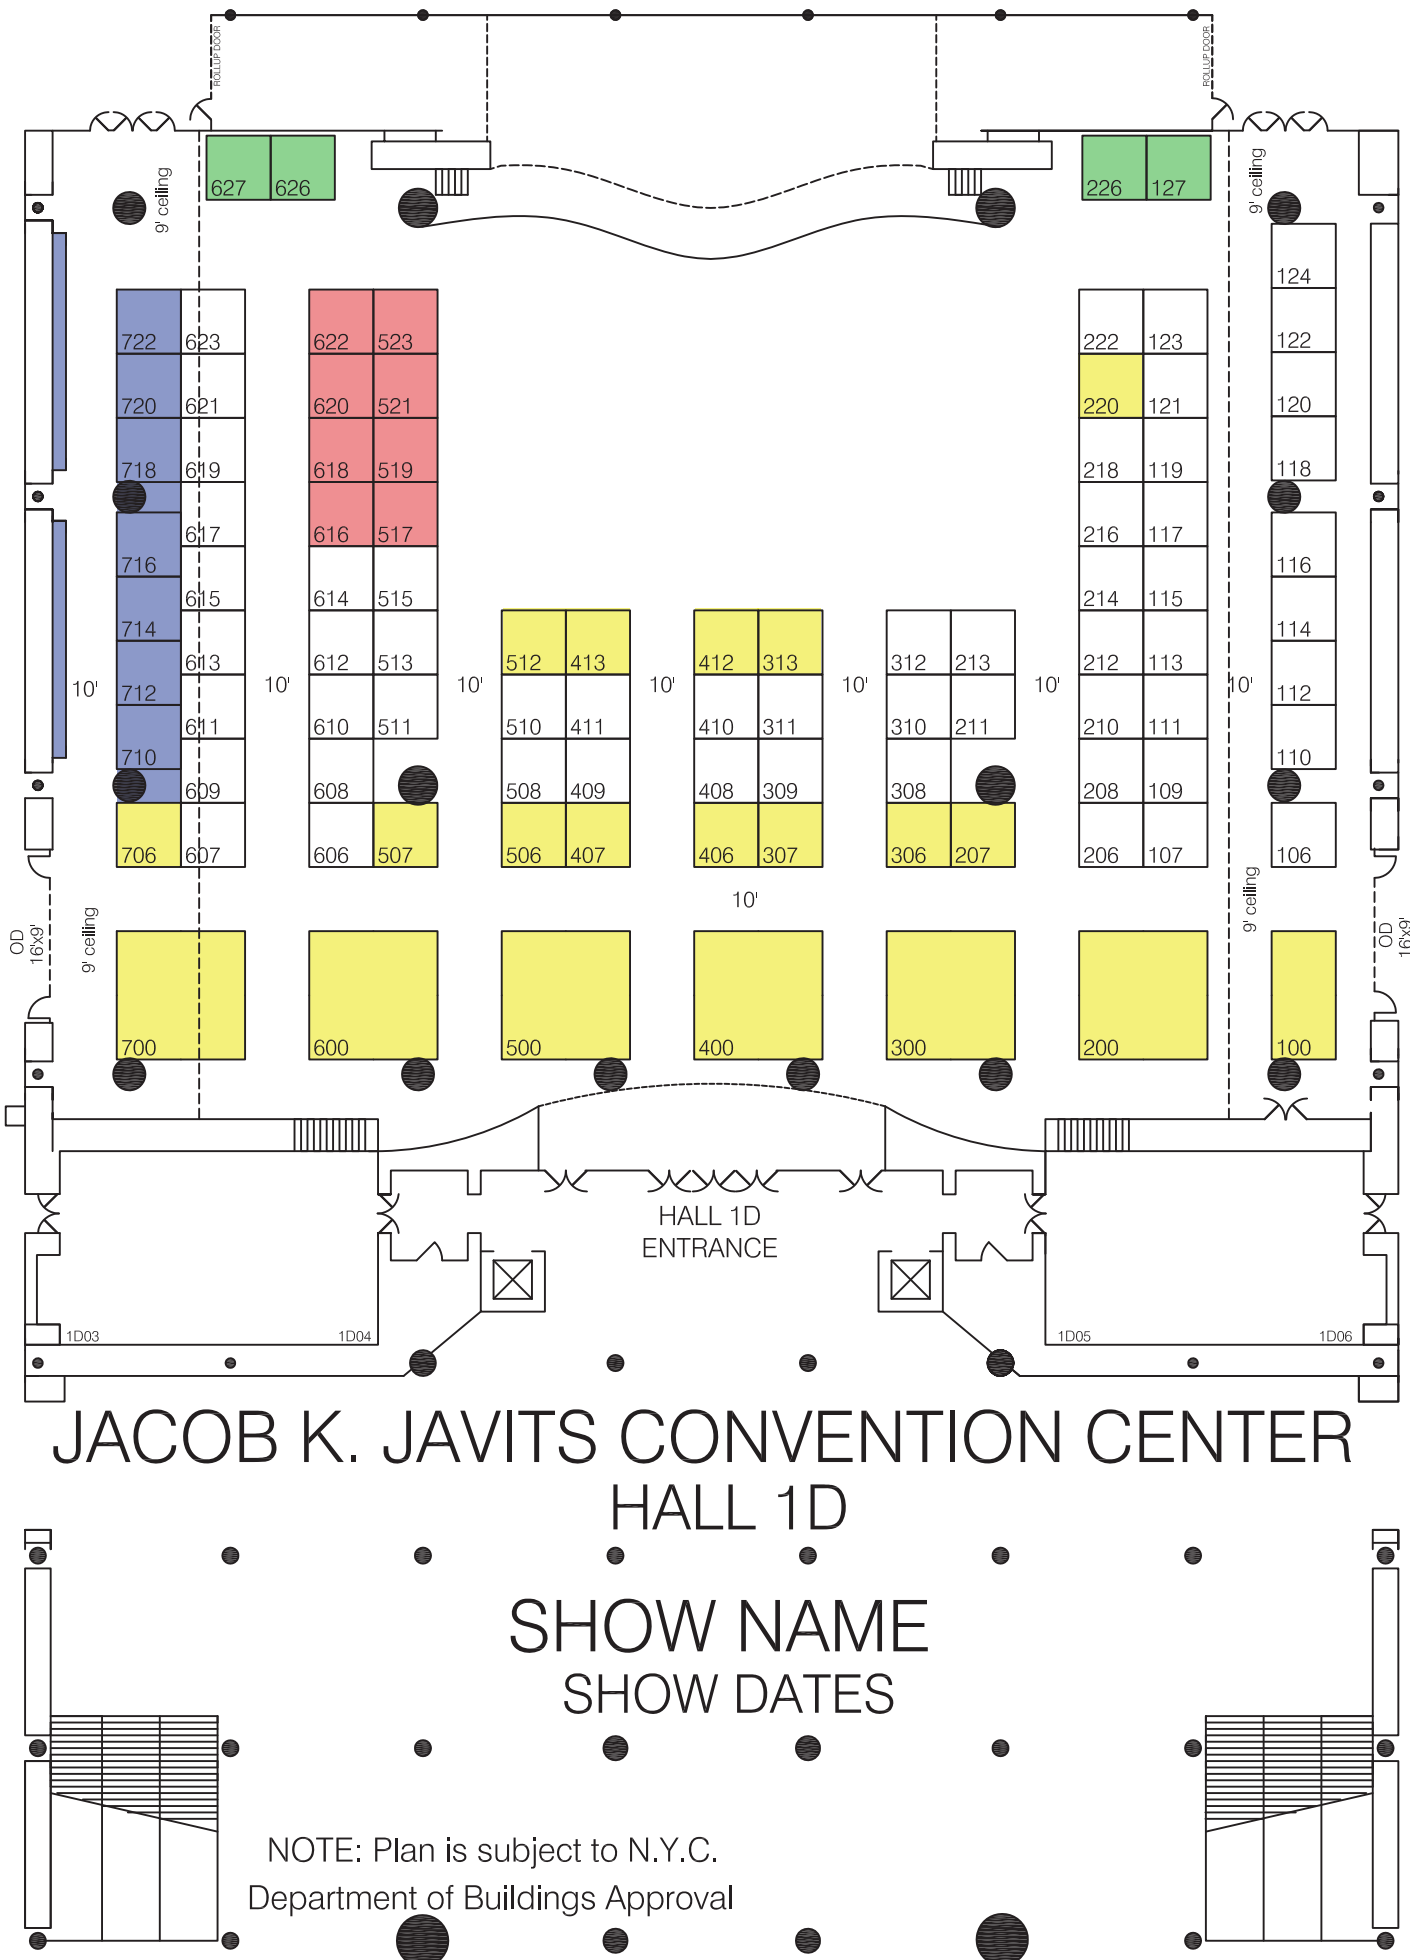 ROLLUP DOOR
ROLLUP DOOR
9' ceiling
9' ceiling
627 626
226 127
124
722 623 622 523 222 123
122
720 621 620 521 220 121
120
718 619 618 519 218 119
118
617 616 517 216 117
716
116
615 614 515 214 115
714
114
613 612 513 512 413 412 313 312 213 212 113
10' 10' 10' 10' 10' 10' 10'
712
112
611 610 511 510 411 410 311 310 211 210 111
710
110
609 608 508 409 408 309 308 208 109
706 607 606 507 506 407 406 307 306 207 206 107 106
10'
9' ceiling
9' ceiling
OD
16'x9'
OD
16'x9'
700 600 500 400 300 200 100
HALL 1D
ENTRANCE
1D03 1D04 1D05 1D06
JACOB K. JAVITS CONVENTION CENTER
HALL 1D
SHOW NAME
SHOW DATES
NOTE: Plan is subject to N.Y.C.
Department of Buildings Approval